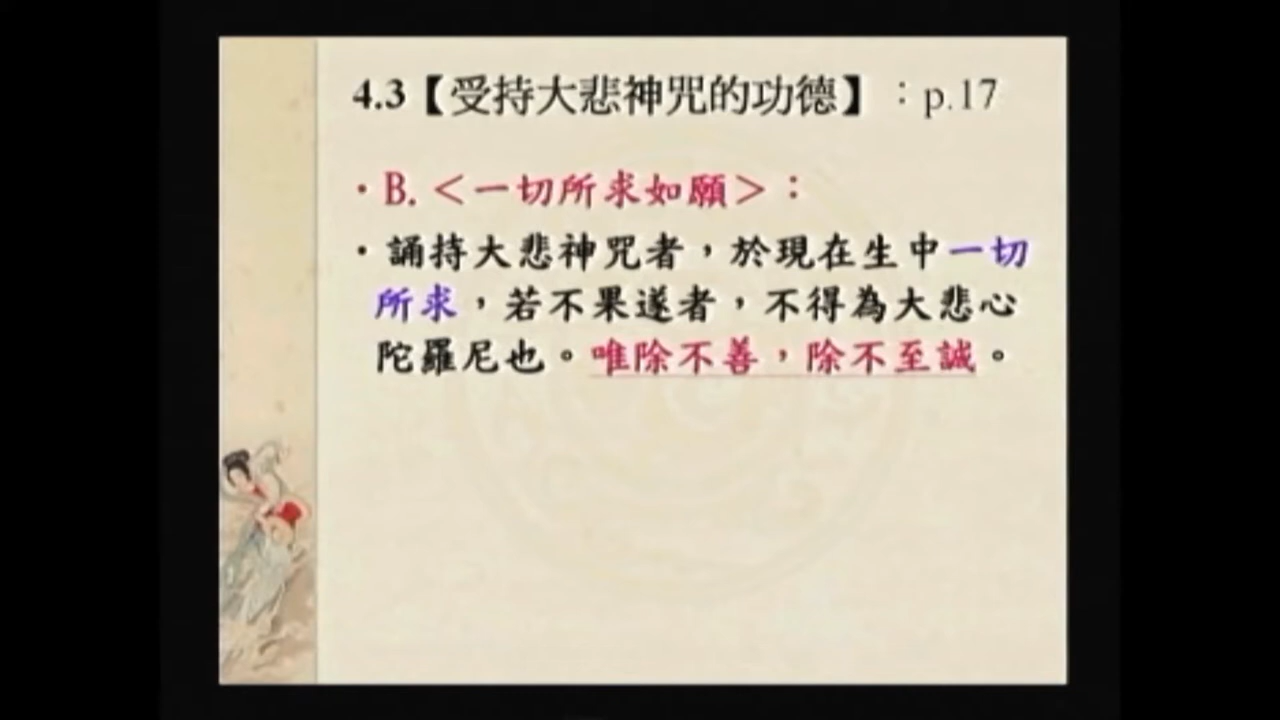 4.3【受持大悲神咒的功德】：p.17
•B.＜一切所求如願＞：
•誦持大悲神咒者，於現在生中一切
所求，若不果遂者，不得為大悲心
陀羅尼也。唯除不善，除不至誠。